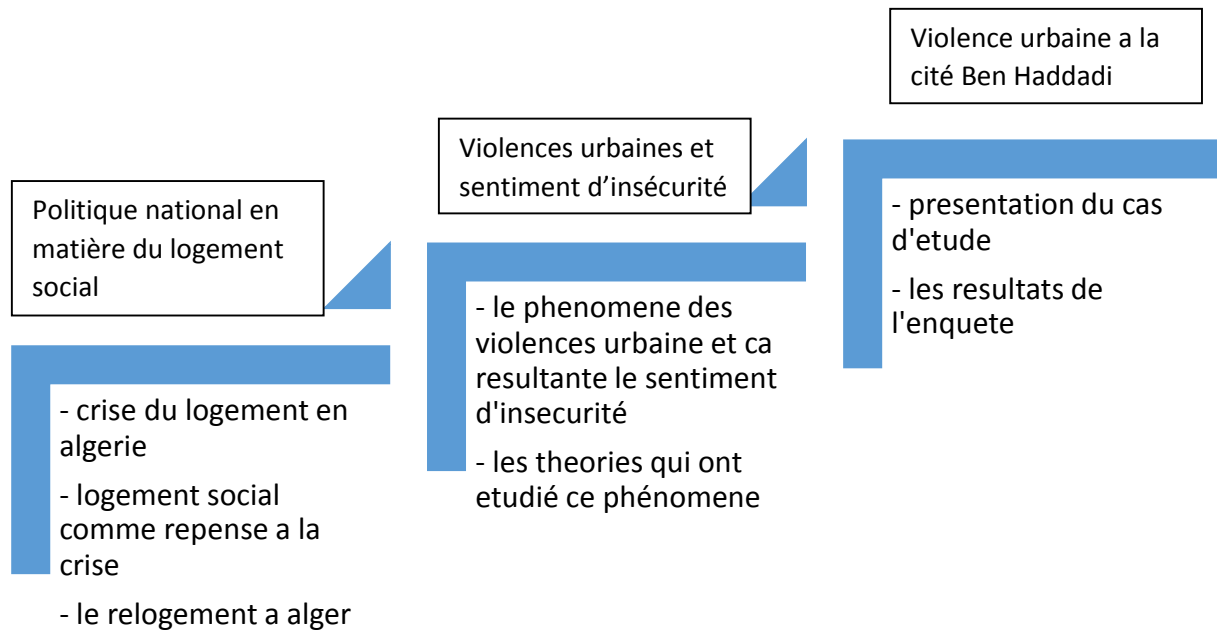 Politique national en
matière du logement
social
- crise du logement en
algerie
- logement social
comme repense a la
crise
- le relogement a alger
Violences urbaines et
sentiment d’insécurité
- le phenomene des
violences urbaine et ca
resultante le sentiment
d'insecurité
- les theories qui ont
etudié ce phénomene
Violence urbaine a la
cité Ben Haddadi
- presentation du cas
d'etude
- les resultats de
l'enquete